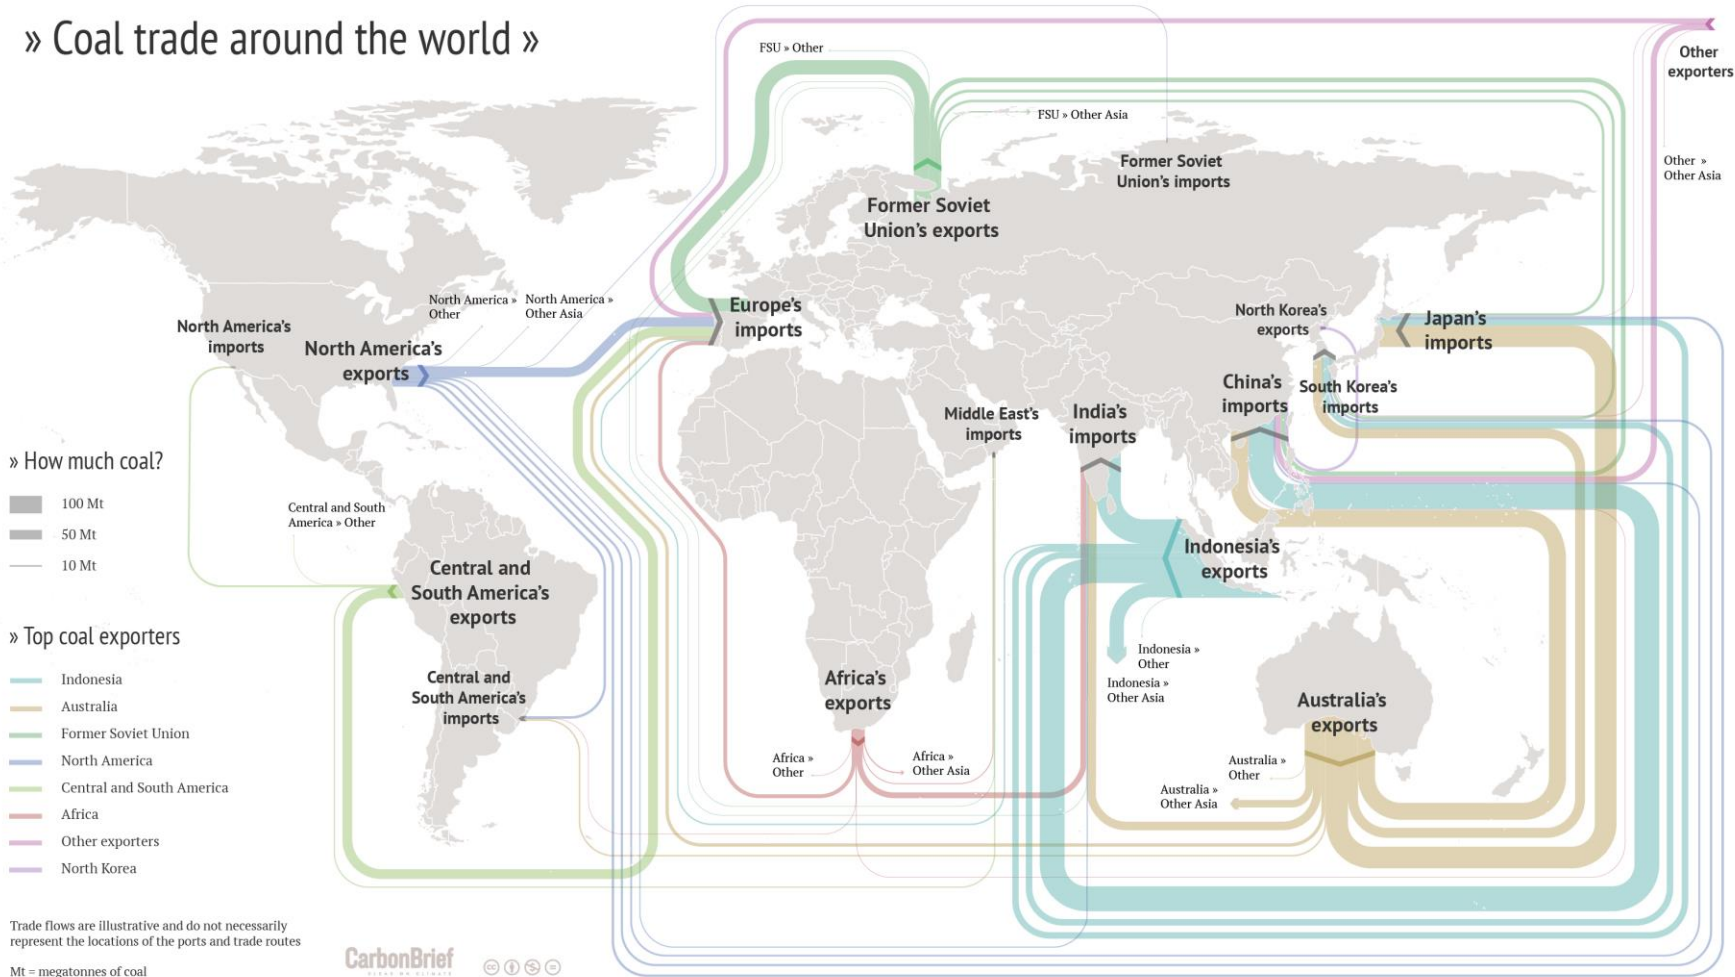 » Coal trade around the world »
FSU » Other
Other
exporters
FSU » Other Asia
Former Soviet
Union's imports
Other »
Other Asia
Former Soviet
Union's exports
North America »
Other
North America »
Other Asia
Europe's
imports
North Korea's
exports
Japan's
imports
North America's
imports
North America's
exports
China's
imports
South Korea's
imports
Middle East's
imports
India's
imports
» How much coal?
100 Mt
50 Mt
10 Mt
Central and South
America » Other
Central and
South America's
exports
Indonesia's
exports
» Top coal exporters
Indonesia
Australia
Former Soviet Union
North America
Central and South America
Africa
Other exporters
North Korea
Central and
South America's
imports
Africa's
exports
Indonesia »
Other
Indonesia »
Other Asia
Australia's
exports
Africa »
Other
Africa »
Other Asia
Australia »
Other
Australia »
Other Asia
Trade flows are illustrative and do not necessarily
represent the locations of the ports and trade routes
Mt = megatonnes of coal
CarbonBrief
CLEAR ON CLIMATE